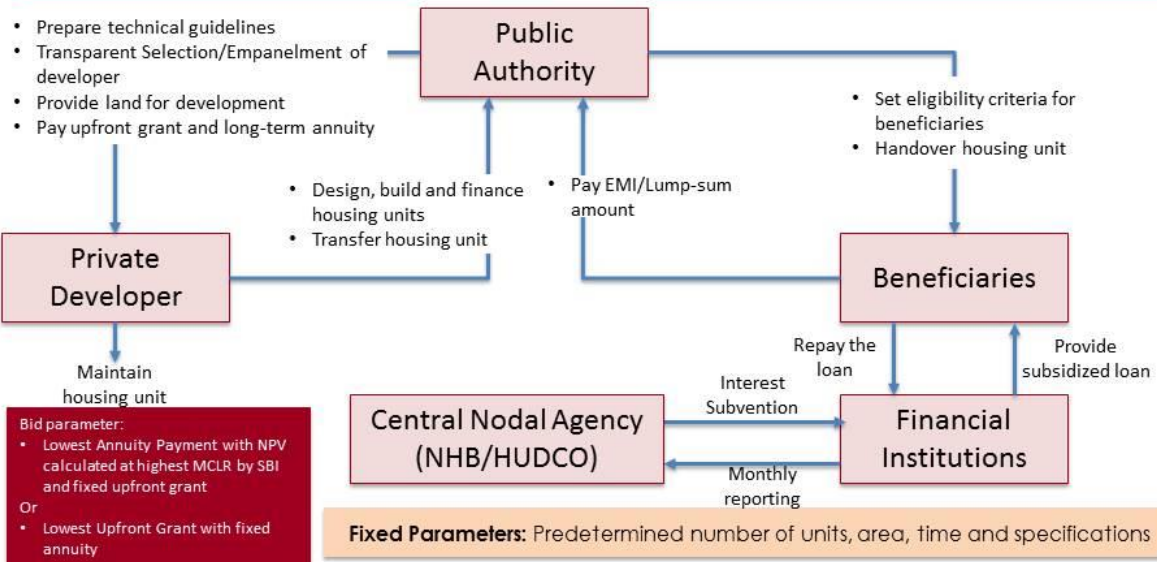 • Prepare technical guidelines
• Transparent Selection/Empanelment of
developer
• Provide land for development
• Pay upfront grant and long-term annuity
Public
Authority
• Set eligibility criteria for
beneficiaries
• Handover housing unit
• Design, build and finance
housing units
• Transfer housing unit
• Pay EMI/Lump-sum
amount
Private
Developer
Beneficiaries
Maintain
housing unit
Repay the
loan
Provide
subsidized loan
Interest
Subvention
Central Nodal Agency
(NHB/HUDCO)
Financial
Institutions
Monthly
reporting
Bid parameter:
• Lowest Annuity Payment with NPV
calculated at highest MCLR by SBI
and fixed upfront grant
Or
• Lowest Upfront Grant with fixed
annuity
Fixed Parameters: Predetermined number of units, area, time and specifications